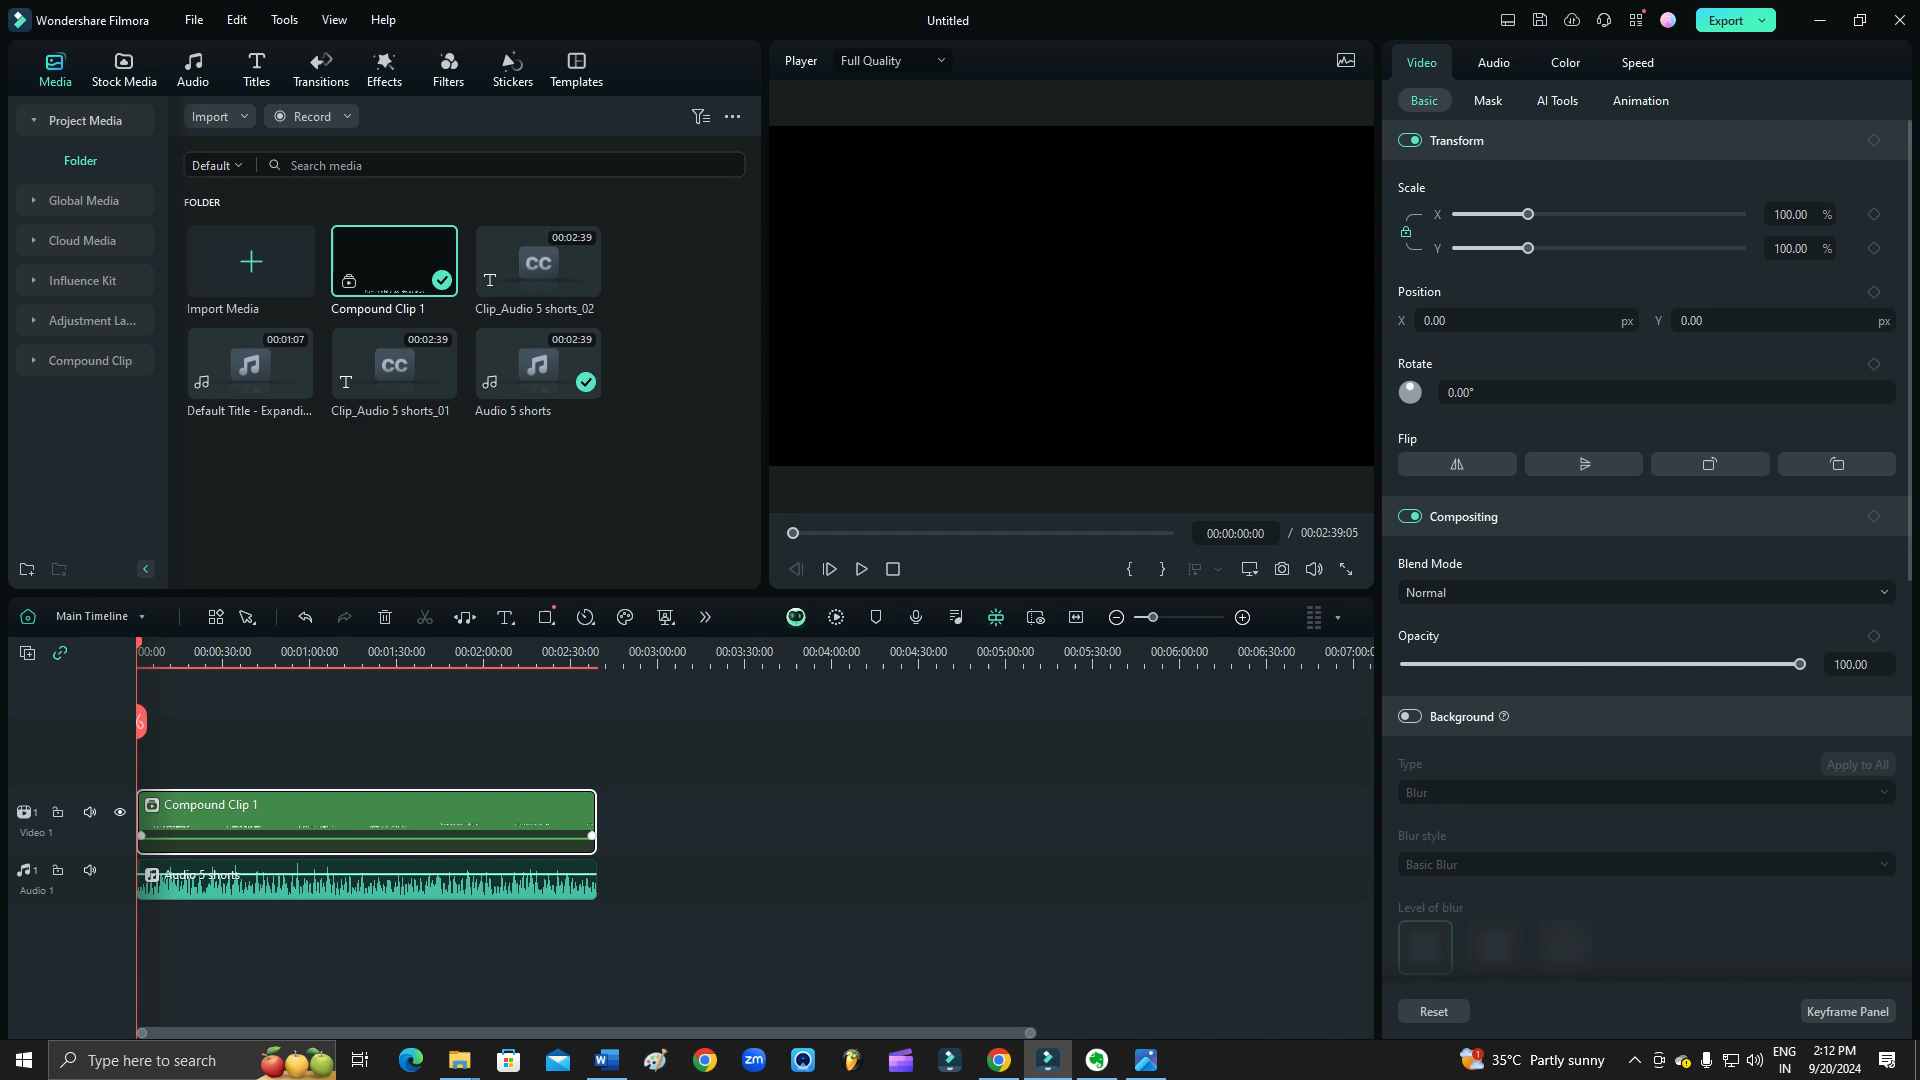 Wondershare Filmora
File
Edit
Tools
View
Help
Untitled
Export
Media
Stock Media
Audio
Titles
Transitions
Effects
Filters
Stickers
Templates
Project Media
Folder
Global Media
Cloud Media
Influence Kit
Adjustment La...
Compound Clip
Import
Record
Default
Search media
FOLDER
Import Media
Compound Clip 1
00:02:39
CC
T
Clip_Audio 5 shorts_02
00:01:07
Default Title - Expandi...
00:02:39
CC
T
Clip_Audio 5 shorts_01
00:02:39
Audio 5 shorts
Player
Full Quality
00:00:00:00
/ 00:02:39:05
{ }
Video
Audio
Color
Speed
Basic
Mask
AI Tools
Animation
Transform
Scale
X
100.00 %
Y
100.00 %
Position
X 0.00 px
Y 0.00 px
Rotate
0.00°
Flip
Compositing
Blend Mode
Normal
Opacity
100.00
Background
Type
Apply to All
Blur
Blur style
Basic Blur
Level of blur
Reset
Keyframe Panel
Main Timeline
00:00
00:00:30:00
00:01:00:00
00:01:30:00
00:02:00:00
00:02:30:00
00:03:00:00
00:03:30:00
00:04:00:00
00:04:30:00
00:05:00:00
00:05:30:00
00:06:00:00
00:06:30:00
00:07:00:0
1
Video 1
Compound Clip 1
1
Audio 1
Audio 5 shorts
Type here to search
zm
1
35°C Partly sunny
ENG
IN
2:12 PM
9/20/2024